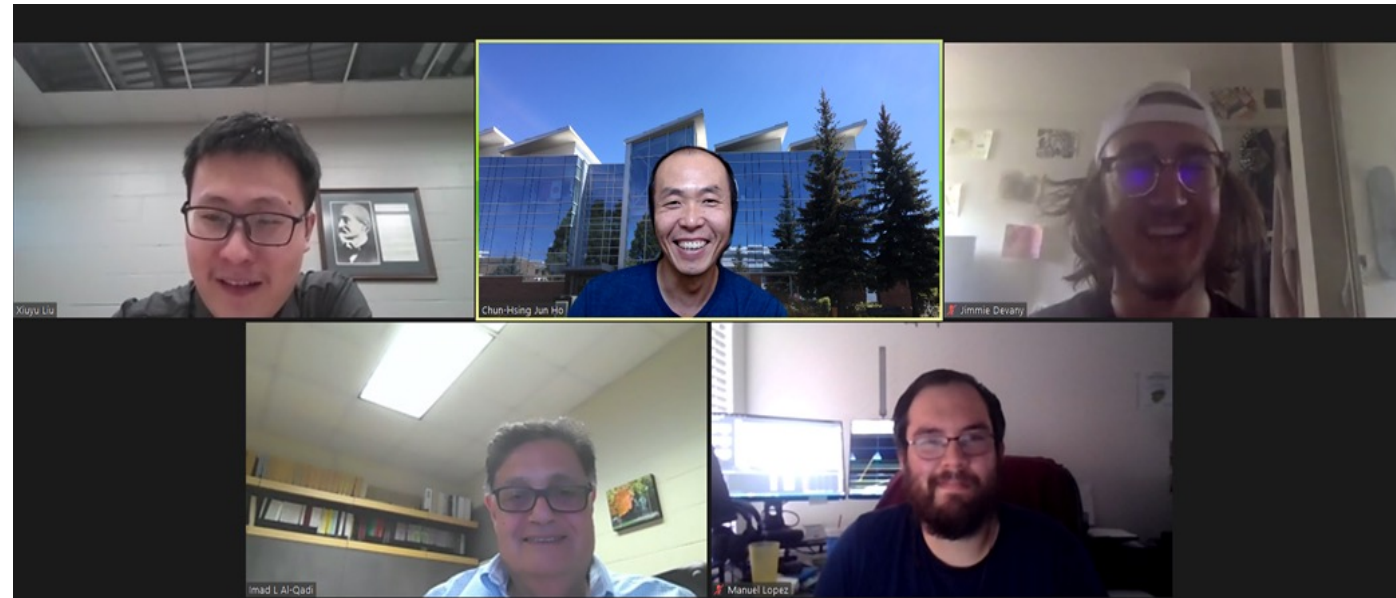 Xiuyu Liu
Chun-Hsing Jun Ho
Jimmie Devany
Imad L Al-Qadi
Manuel Lopez